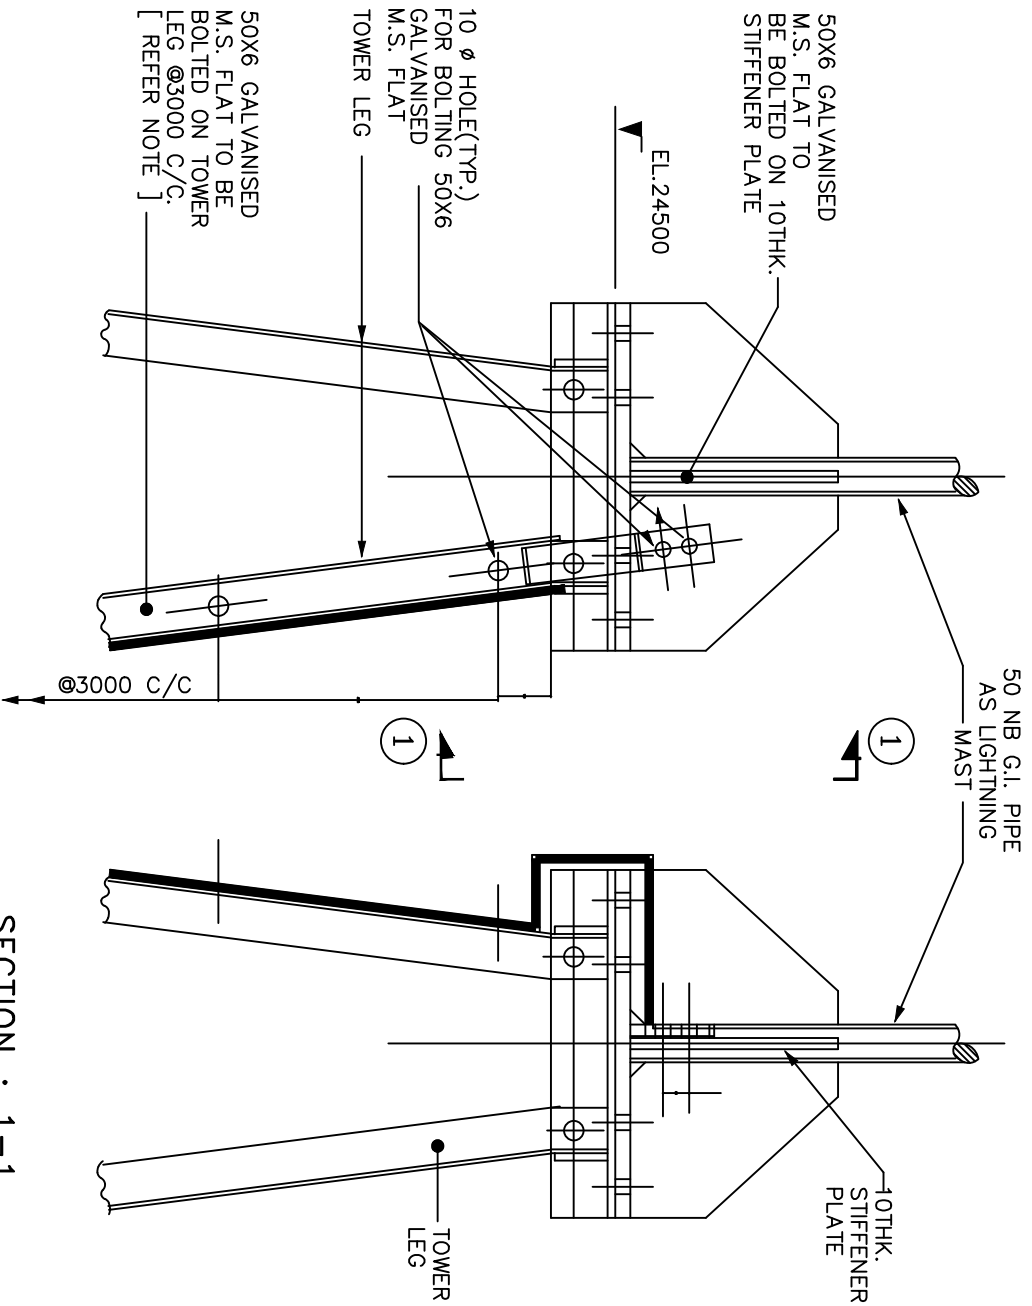 50X6 GALVANISED
M.S. FLAT TO
BE BOLTED ON 10THK.
STIFFENER PLATE
EL.24500
10 ø HOLE(TYP.)
FOR BOLTING 50X6
GALVANISED
M.S. FLAT
TOWER LEG
50X6 GALVANISED
M.S. FLAT TO BE
BOLTED ON TOWER
LEG @3000 C/C.
[ REFER NOTE ]
@3000 C/C
50 NB G.I. PIPE
AS LIGHTNING
MAST
1
1
10THK.
STIFFENER
PLATE
TOWER
LEG
SECTION : 1-1